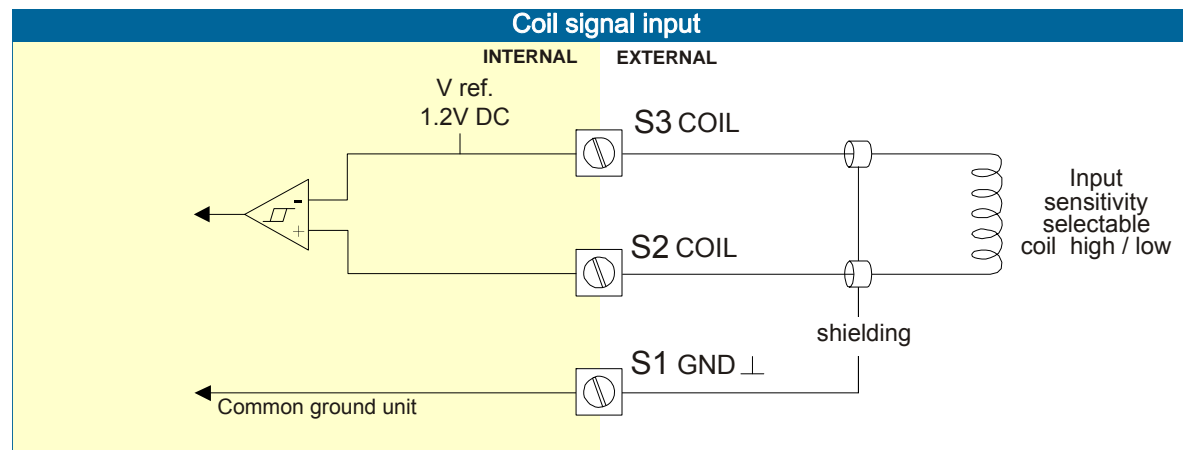 Coil signal input
INTERNAL
EXTERNAL
V ref.
1.2V DC
S3 COIL
-
+
S2 COIL
Input
sensitivity
selectable
coil high / low
shielding
S1 GND ⊥
Common ground unit